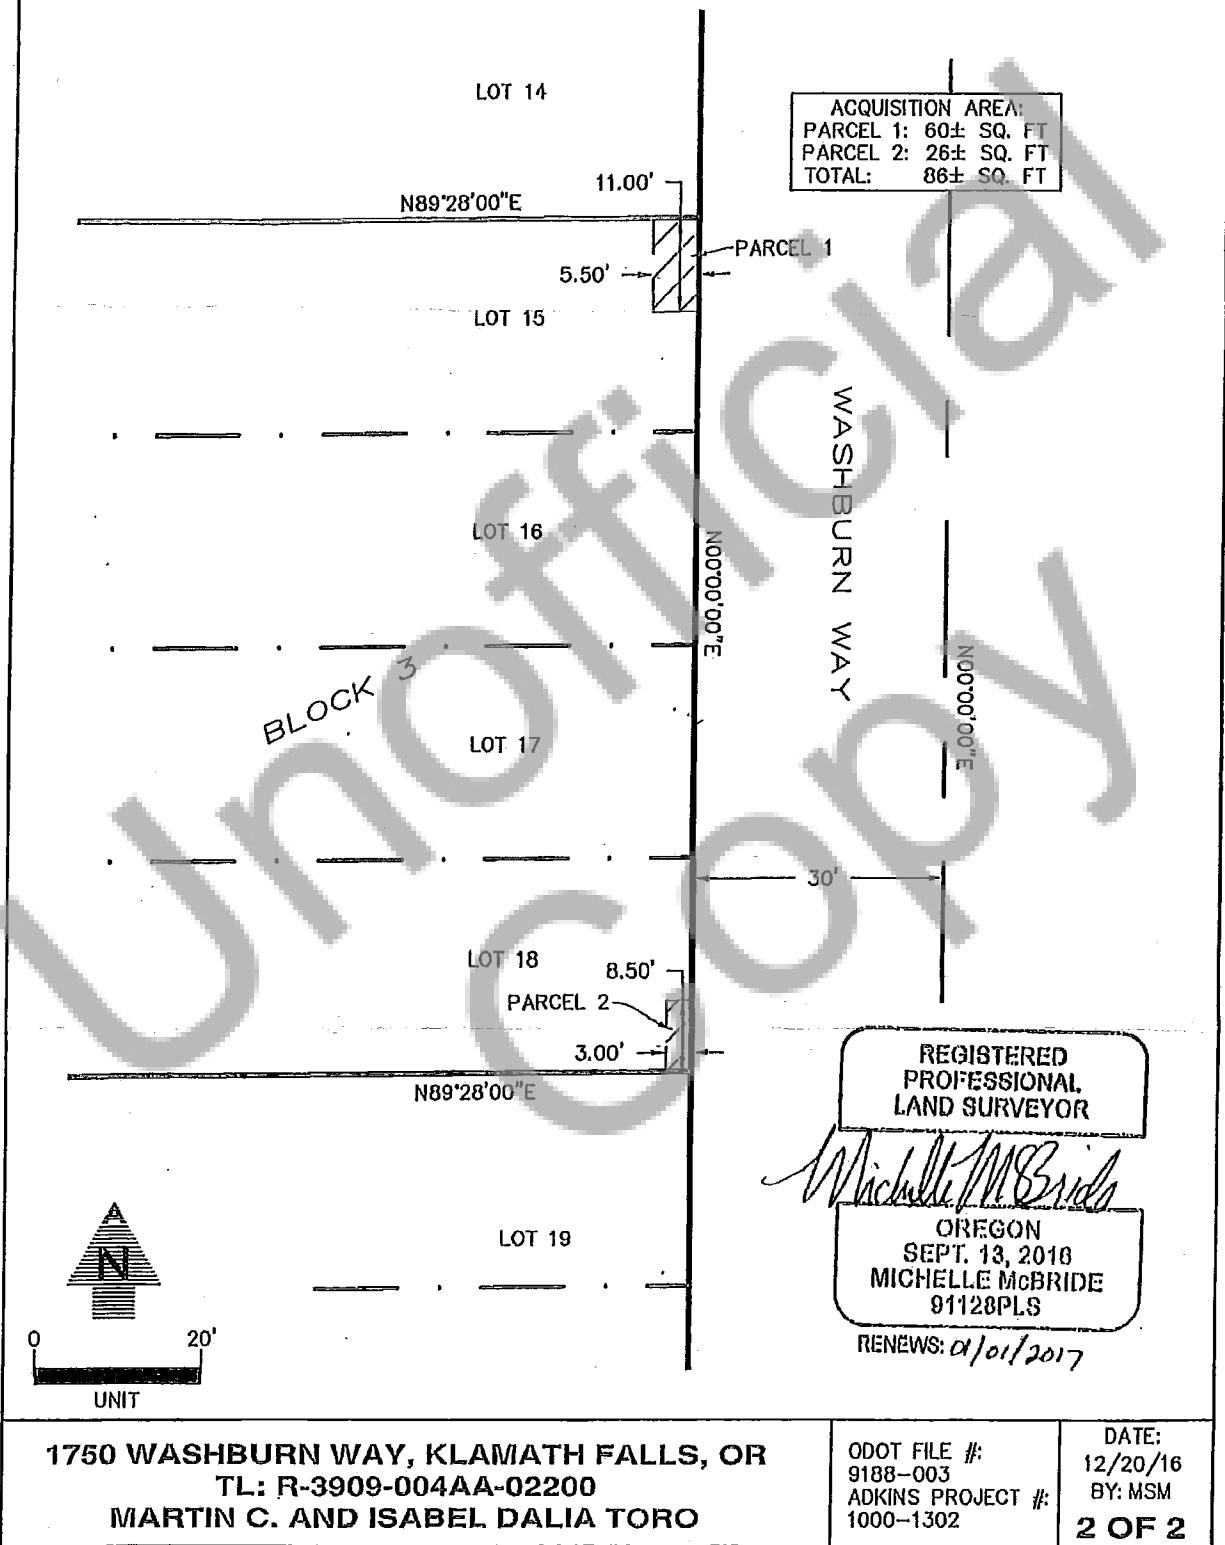 LOT 14
ACQUISITION AREA:
PARCEL 1: 60± SQ. FT
PARCEL 2: 26± SQ. FT
TOTAL: 86± SQ. FT
11.00'
N89°28'00"E
PARCEL 1
5.50'
LOT 15
WASHBURN WAY
LOT 16
N00°00'00"E
BLOCK 3
N00°00'00"E
LOT 17
30'
LOT 18
8.50'
PARCEL 2
3.00'
N89°28'00"E
REGISTERED
PROFESSIONAL
LAND SURVEYOR
Michelle McBride
OREGON
SEPT. 13, 2016
MICHELLE McBRIDE
91128PLS
RENEWS: 01/01/2017
LOT 19
N
0 20'
UNIT
1750 WASHBURN WAY, KLAMATH FALLS, OR
TL: R-3909-004AA-02200
MARTIN C. AND ISABEL DALIA TORO
ODOT FILE #:
9188-003
ADKINS PROJECT #:
1000-1302
DATE:
12/20/16
BY: MSM
2 OF 2
Unofficial
Copy